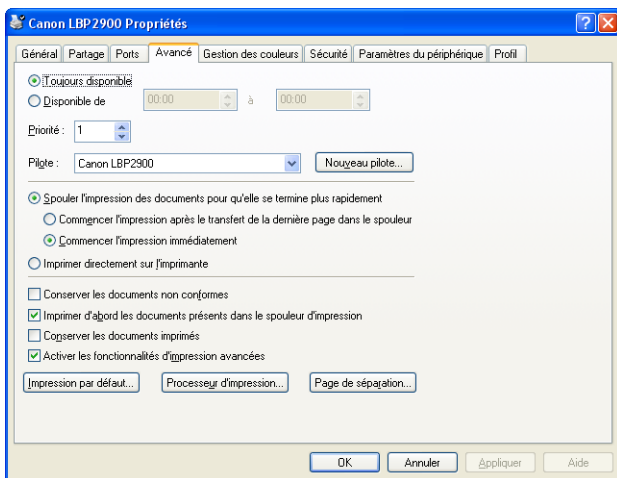 Canon LBP2900 Propriétés
Général Partage Ports Avancé Gestion des couleurs Sécurité Paramètres du périphérique Profil
Toujours disponible
Disponible de 00:00 à 00:00
Priorité : 1
Pilote : Canon LBP2900 Nouveau pilote...
Spouler l'impression des documents pour qu'elle se termine plus rapidement
Commencer l'impression après le transfert de la dernière page dans le spouleur
Commencer l'impression immédiatement
Imprimer directement sur l'imprimante
Conserver les documents non conformes
Imprimer d'abord les documents présents dans le spouleur d'impression
Conserver les documents imprimés
Activer les fonctionnalités d'impression avancées
Impression par défaut... Processeur d'impression... Page de séparation...
OK Annuler Appliquer Aide